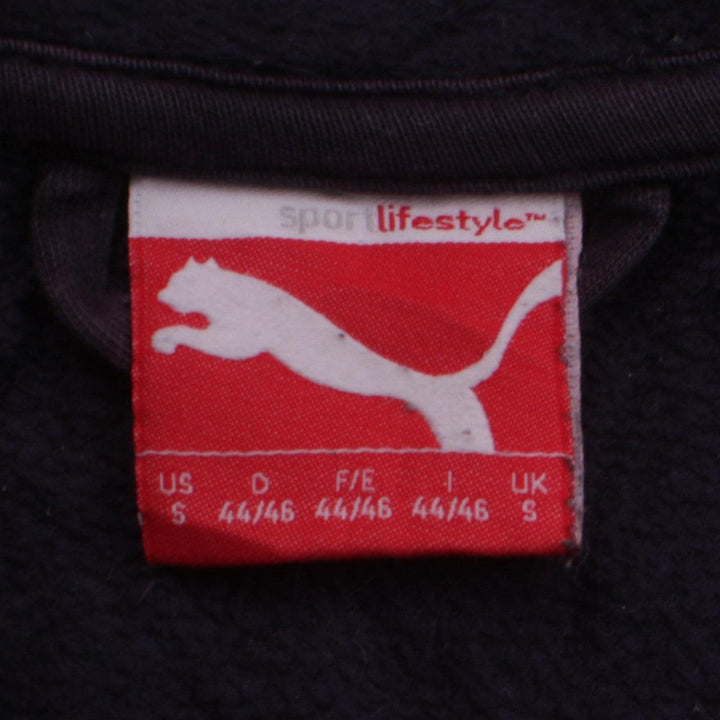 sportlifestyle™
US D F/E I UK
S 44/46 44/46 44/46 S